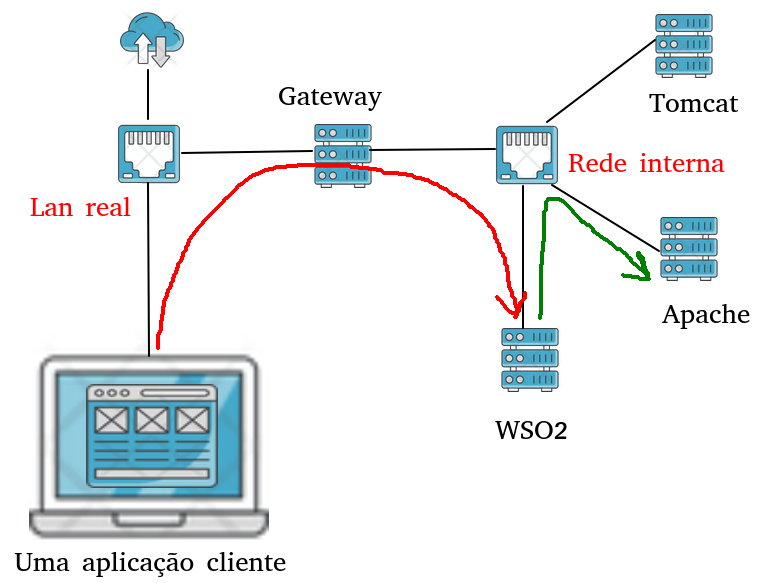 Gateway
Tomcat
Rede interna
Lan real
Apache
WSO2
Uma aplicação cliente